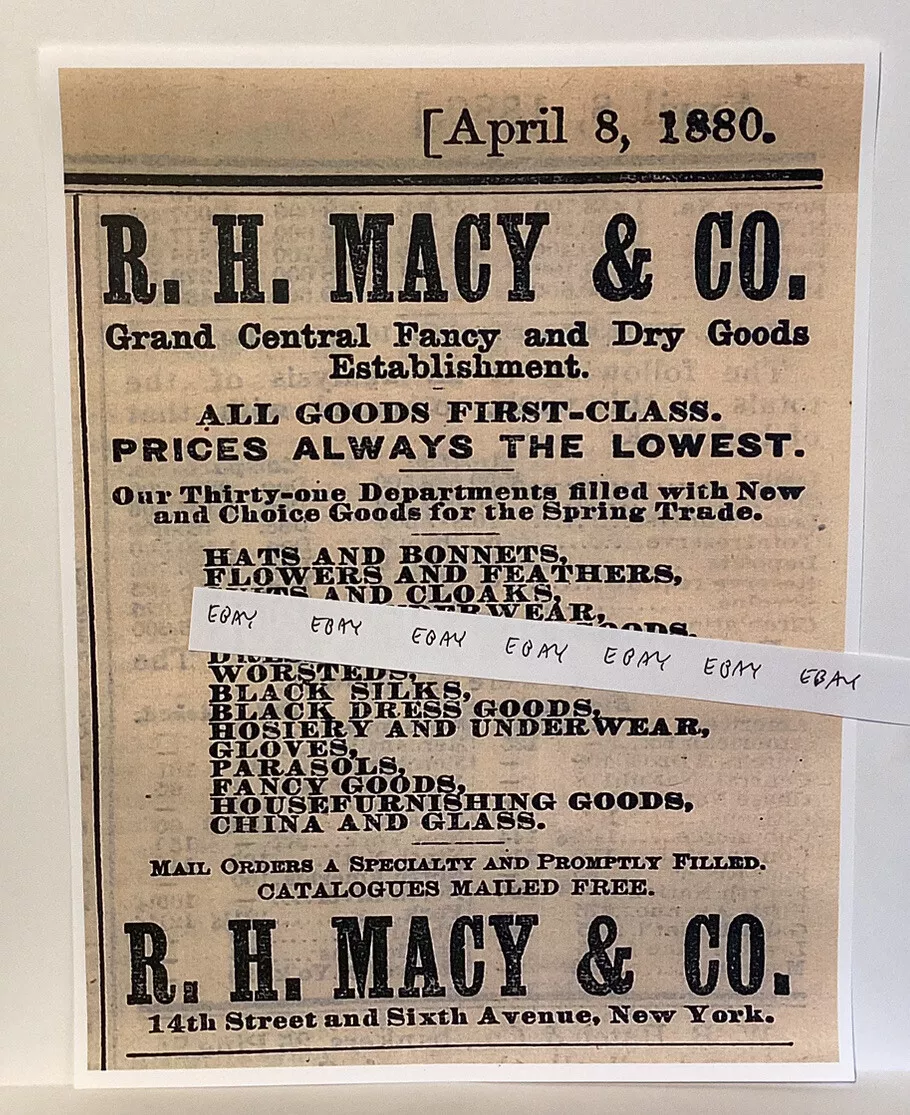 [April 8, 1880.
R. H. MACY & CO.
Grand Central Fancy and Dry Goods
Establishment.
ALL GOODS FIRST-CLASS.
PRICES ALWAYS THE LOWEST.
Our Thirty-one Departments filled with New
and Choice Goods for the Spring Trade.
HATS AND BONNETS,
FLOWERS AND FEATHERS,
AND CLOAKS,
EBAY EBAY EBAY EBAY EBAY EBAY EBAY
WORSTEDS,
BLACK SILKS,
BLACK DRESS GOODS,
HOSIERY AND UNDERWEAR,
GLOVES,
PARASOLS,
FANCY GOODS,
HOUSEFURNISHING GOODS,
CHINA AND GLASS.
MAIL ORDERS A SPECIALTY AND PROMPTLY FILLED.
CATALOGUES MAILED FREE.
R. H. MACY & CO.
14th Street and Sixth Avenue, New York.